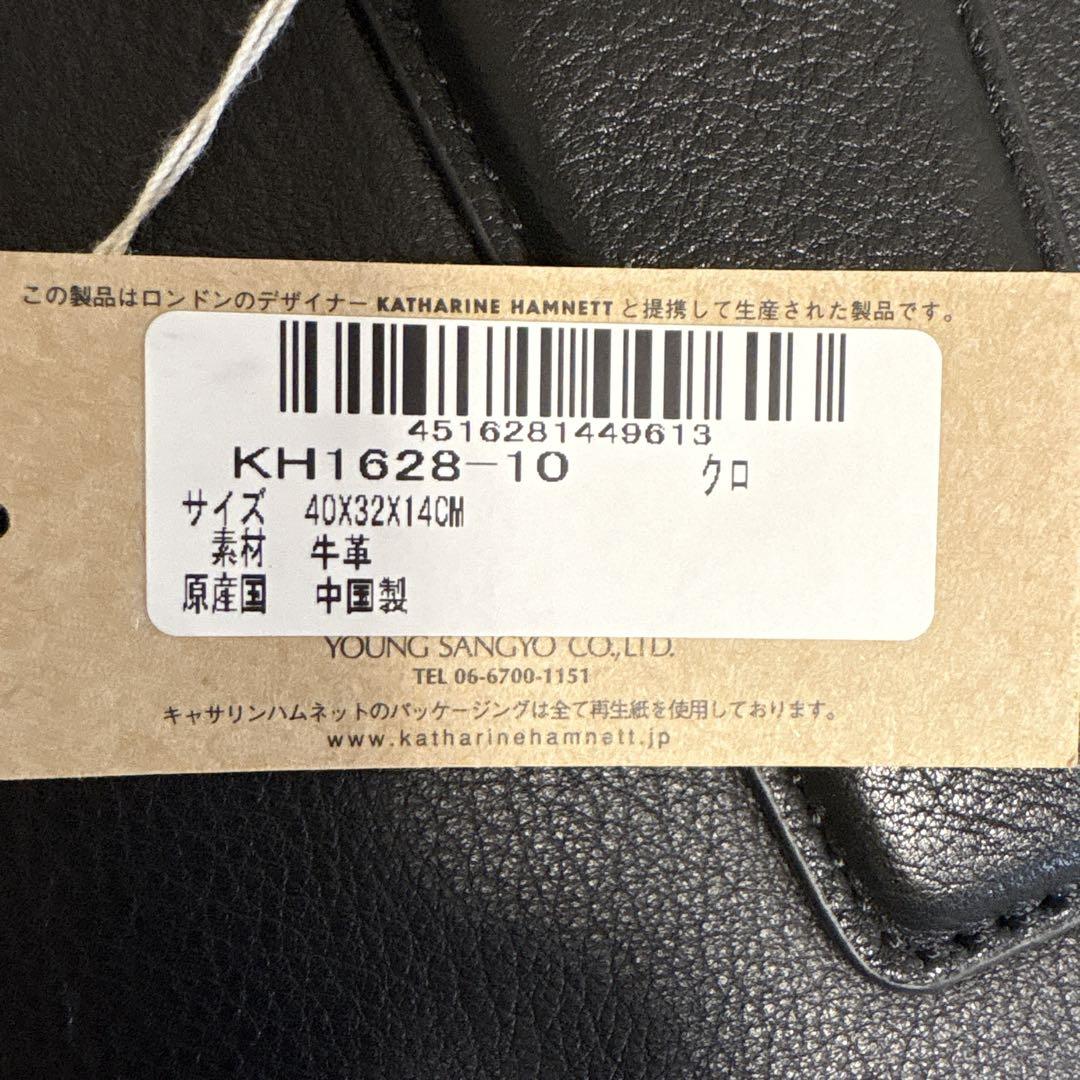 この製品はロンドンのデザイナー KATHARINE HAMNETT と提携して生産された製品です。
4516281449613
KH1628-10 クロ
サイズ 40X32X14CM
素材 牛革
原産国 中国製
YOUNG SANGYO CO.,LTD.
TEL 06-6700-1151
キャサリンハムネットのパッケージングは全て再生紙を使用しております。
www.katharinehamnett.jp